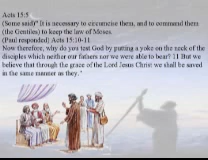 Acts 15:5
(Some said)" It is necessary to circumcise them, and to command them
(the Gentiles) to keep the law of Moses.
(Paul responded) Acts 15:10-11
Now therefore, why do you test God by putting a yoke on the neck of the
disciples which neither our fathers nor we were able to bear? 11 But we
believe that through the grace of the Lord Jesus Christ we shall be saved
in the same manner as they."